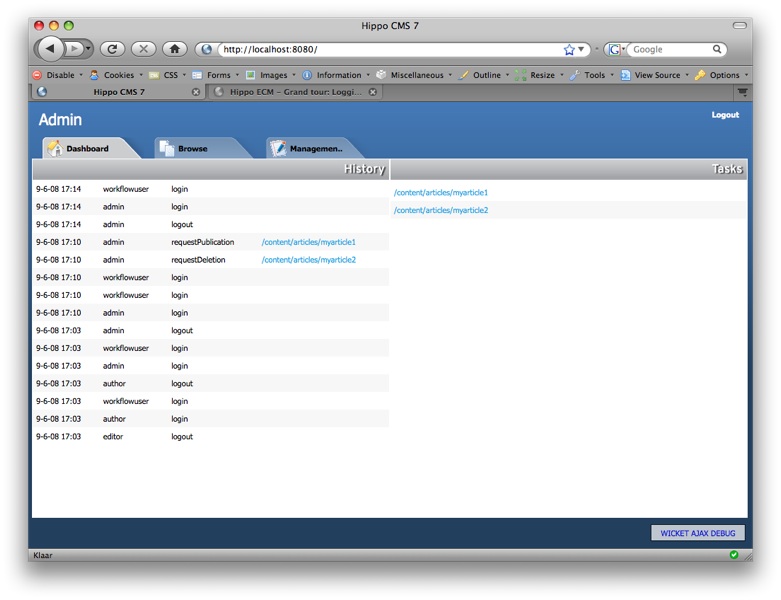 Hippo CMS 7
http://localhost:8080/
Google
Disable Cookies CSS Forms Images Information Miscellaneous Outline Resize Tools View Source Options
Hippo CMS 7 Hippo ECM – Grand tour: Loggi...
Admin Logout
Dashboard Browse Managemen..
History Tasks
9-6-08 17:14 workflowuser login
9-6-08 17:14 admin login
9-6-08 17:14 admin logout
9-6-08 17:10 admin requestPublication /content/articles/myarticle1
9-6-08 17:10 admin requestDeletion /content/articles/myarticle2
9-6-08 17:10 workflowuser login
9-6-08 17:10 workflowuser login
9-6-08 17:10 admin login
9-6-08 17:03 admin logout
9-6-08 17:03 workflowuser login
9-6-08 17:03 admin login
9-6-08 17:03 author logout
9-6-08 17:03 workflowuser login
9-6-08 17:03 author login
9-6-08 17:03 editor logout
/content/articles/myarticle1
/content/articles/myarticle2
WICKET AJAX DEBUG
Klaar